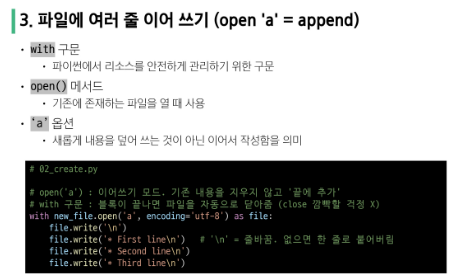 3. 파일에 여러 줄 이어 쓰기 (open 'a' = append)
• with 구문
• 파이썬에서 리소스를 안전하게 관리하기 위한 구문
• open() 메서드
• 기존에 존재하는 파일을 열 때 사용
• 'a' 옵션
• 새롭게 내용을 덮어 쓰는 것이 아닌 이어서 작성함을 의미
# 02_create.py
# open('a') : 이어쓰기 모드. 기존 내용을 지우지 않고 '끝에 추가'
# with 구문 : 블록이 끝나면 파일을 자동으로 닫아줌 (close 깜빡할 걱정 X)
with new_file.open('a', encoding='utf-8') as file:
    file.write('\n')
    file.write('* First line\n')   # '\n' = 줄바꿈. 없으면 한 줄로 붙어버림
    file.write('* Second line\n')
    file.write('* Third line\n')